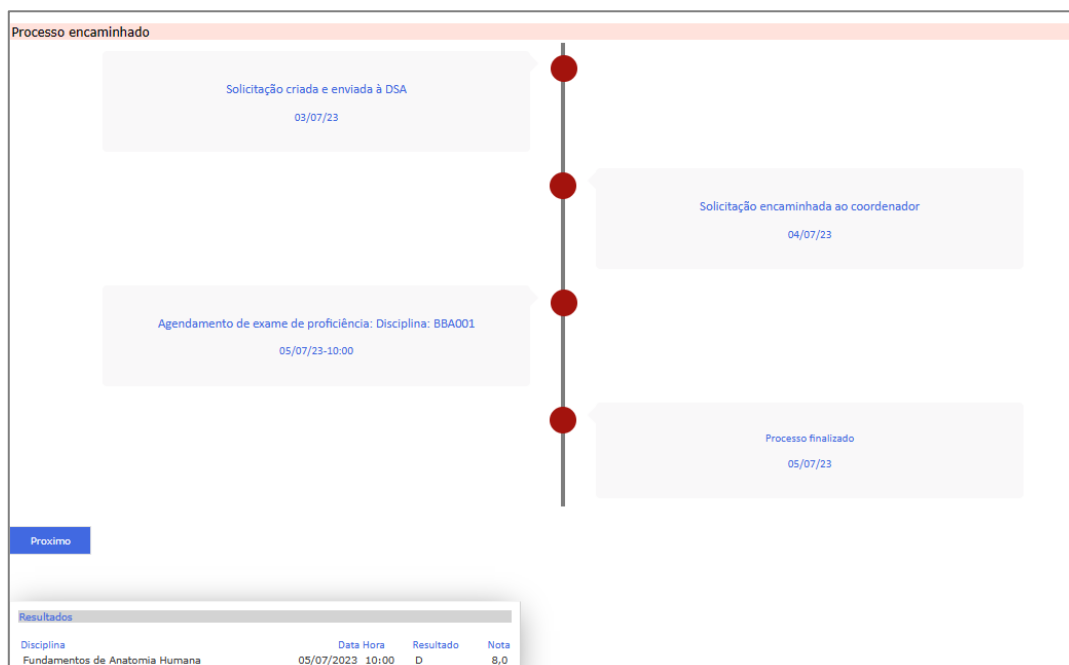 Processo encaminhado
Solicitação criada e enviada à DSA
03/07/23
Solicitação encaminhada ao coordenador
04/07/23
Agendamento de exame de proficiência: Disciplina: BBA001
05/07/23-10:00
Processo finalizado
05/07/23
Proximo
Resultados
Disciplina Data Hora Resultado Nota
Fundamentos de Anatomia Humana 05/07/2023 10:00 D 8,0